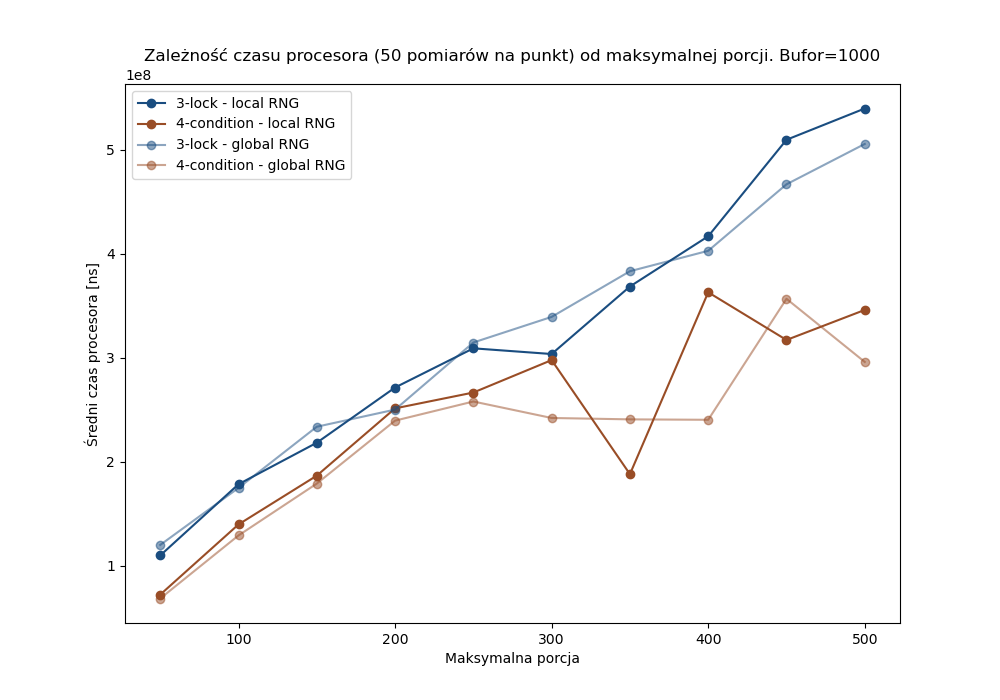 Zależność czasu procesora (50 pomiarów na punkt) od maksymalnej porcji. Bufor=1000
1e8
3-lock - local RNG
4-condition - local RNG
3-lock - global RNG
4-condition - global RNG
5
4
3
2
1
Średni czas procesora [ns]
100 200 300 400 500
Maksymalna porcja